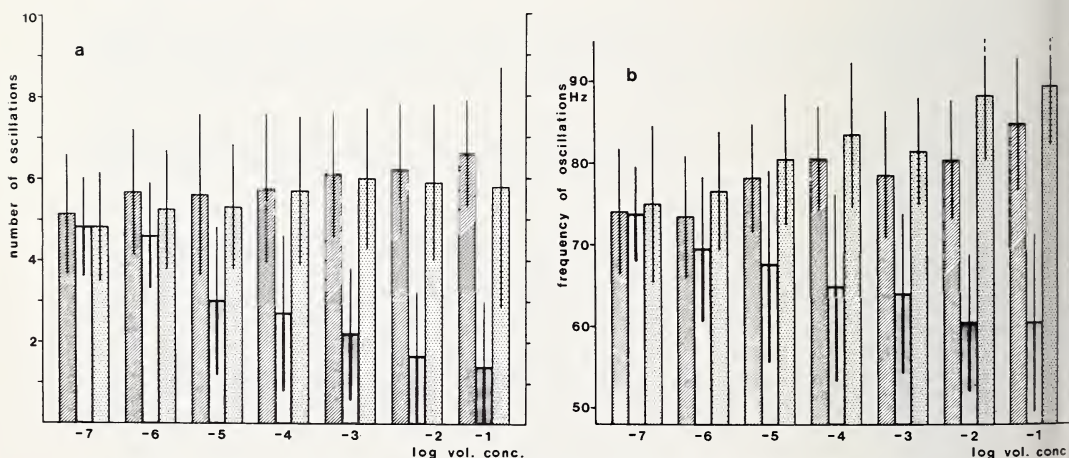 a
number of oscillations
10
8
6
4
2
-7 -6 -5 -4 -3 -2 -1
log vol. conc.
b
frequency of oscillations
90
Hz
80
70
60
50
-7 -6 -5 -4 -3 -2 -1
log vol. conc